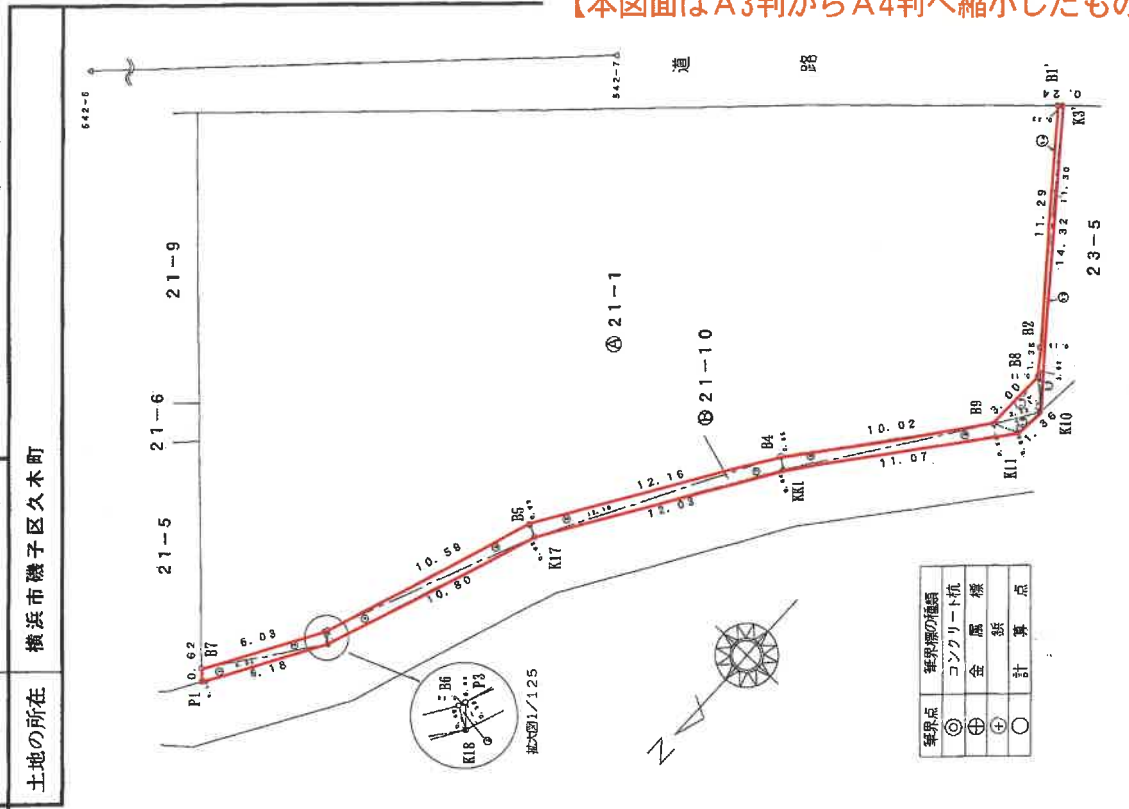 【本図面はA3判からA4判へ縮小したもの
土地の所在
横浜市磯子区久木町
542-6
542-7
道路
21-9
21-6
21-5
Ⓐ 21-1
Ⓑ 21-10
23-5
P1
0.62
B7
6.03
6.18
10.58
10.80
B5
K17
12.16
12.03
B4
KK1
10.02
11.07
B9
K11
3.00
=B8
1.36
K10
B2
11.29
11.30
14.32
B1'
0.24
K3'
K18
=B6
P3
拡大図1/125
N
筆界点
筆界標の種類
◎ コンクリート杭
⊕ 金属標
鋲
○ 計算点